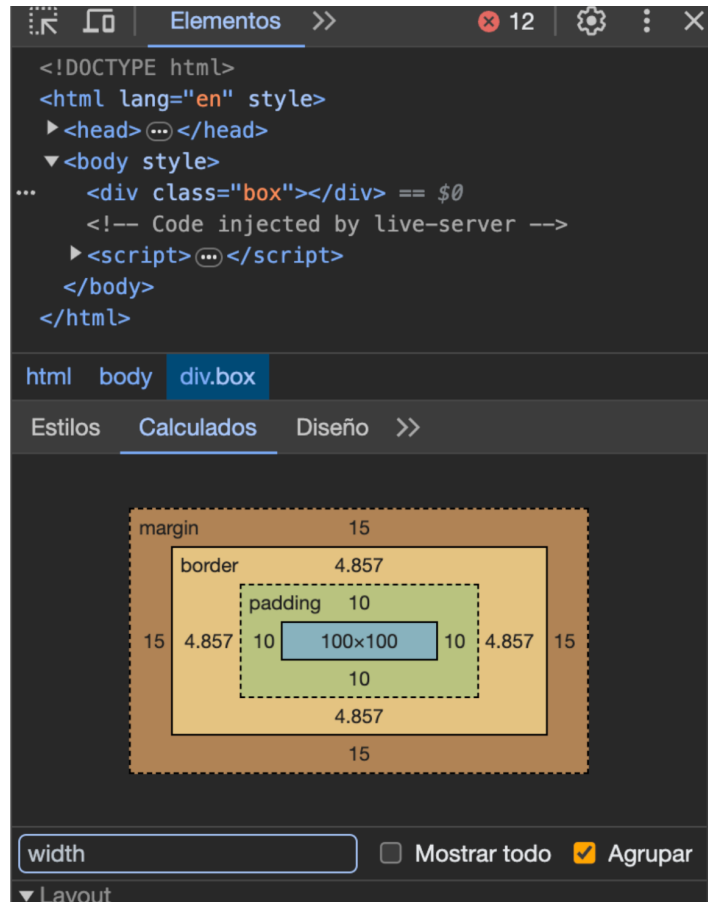 Elementos 12
<!DOCTYPE html>
<html lang="en" style>
<head> </head>
<body style>
<div class="box"></div> == $0
<!-- Code injected by live-server -->
<script> </script>
</body>
</html>
html body div.box
Estilos Calculados Diseño
margin 15
border 4.857
padding 10
15 4.857 10 100×100 10 4.857 15
10
4.857
15
width Mostrar todo Agrupar
Layout